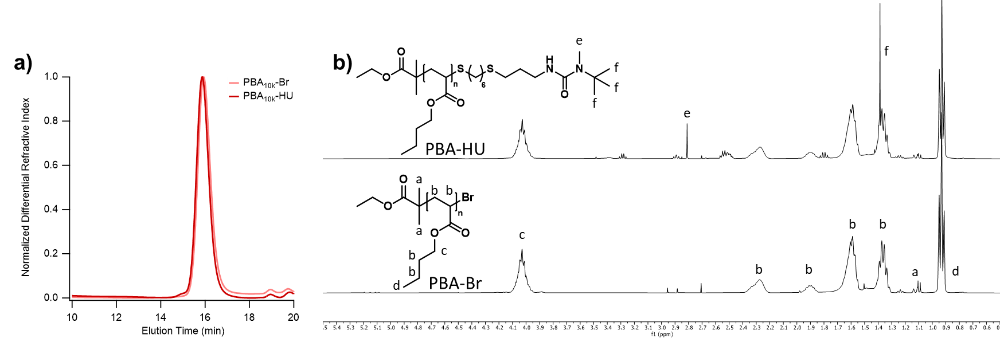 a)
Normalized Differential Refractive Index
1.0
0.8
0.6
0.4
0.2
0.0
PBA10k-Br
PBA10k-HU
10 12 14 16 18 20
Elution Time (min)
b)
O
O
n
S
6
S
H
N
O
N
e
f
f
f
O
O
PBA-HU
e
f
O
O
a
a
b b
n
Br
O
O
c
b
b
d
PBA-Br
c
b
b
b
b
a
d
.5 5.4 5.2 5.1 5.0 4.9 4.8 4.7 4.6 4.5 4.4 4.3 4.2 4.1 4.0 3.9 3.8 3.7 3.6 3.5 3.4 3.3 3.2 3.1 3.0 2.9 2.8 2.7 2.6 2.5 2.4 2.3 2.2 2.1 2.0 1.9 1.8 1.7 1.6 1.5 1.4 1.3 1.2 1.1 1.0 0.9 0.8 0.7 0.6
f1 (ppm)